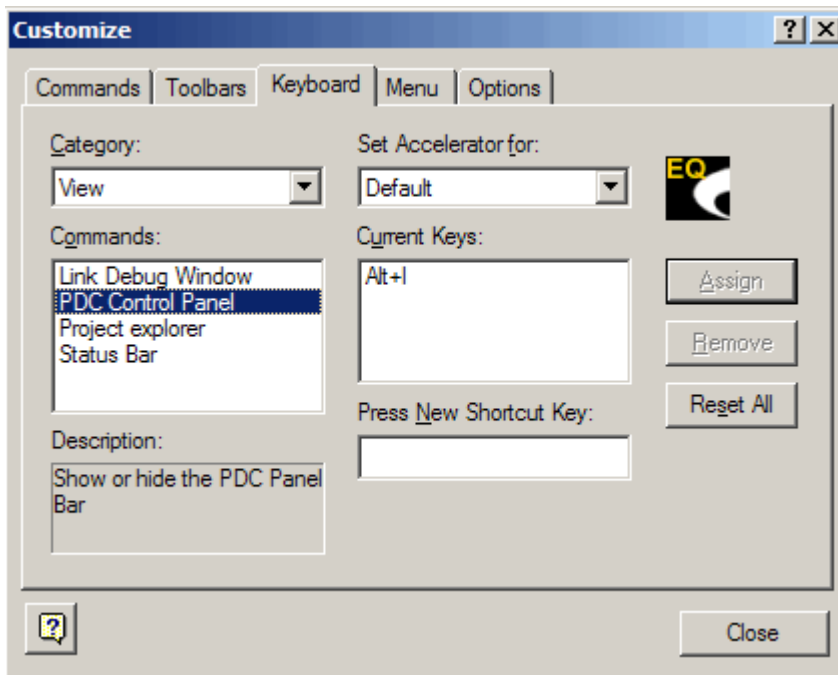 Customize
Commands Toolbars Keyboard Menu Options
Category:
Set Accelerator for:
View
Default
EQ
Commands:
Current Keys:
Link Debug Window
PDC Control Panel
Project explorer
Status Bar
Alt+I
Assign
Remove
Reset All
Press New Shortcut Key:
Description:
Show or hide the PDC Panel
Bar
Close